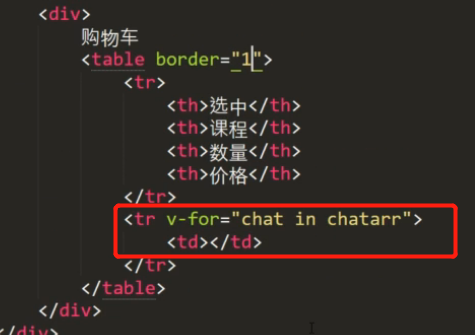 <div>
购物车
<table border="1">
<tr>
<th>选中</th>
<th>课程</th>
<th>数量</th>
<th>价格</th>
</tr>
<tr v-for="chat in chatarr">
<td></td>
</tr>
</table>
</div>
</div>